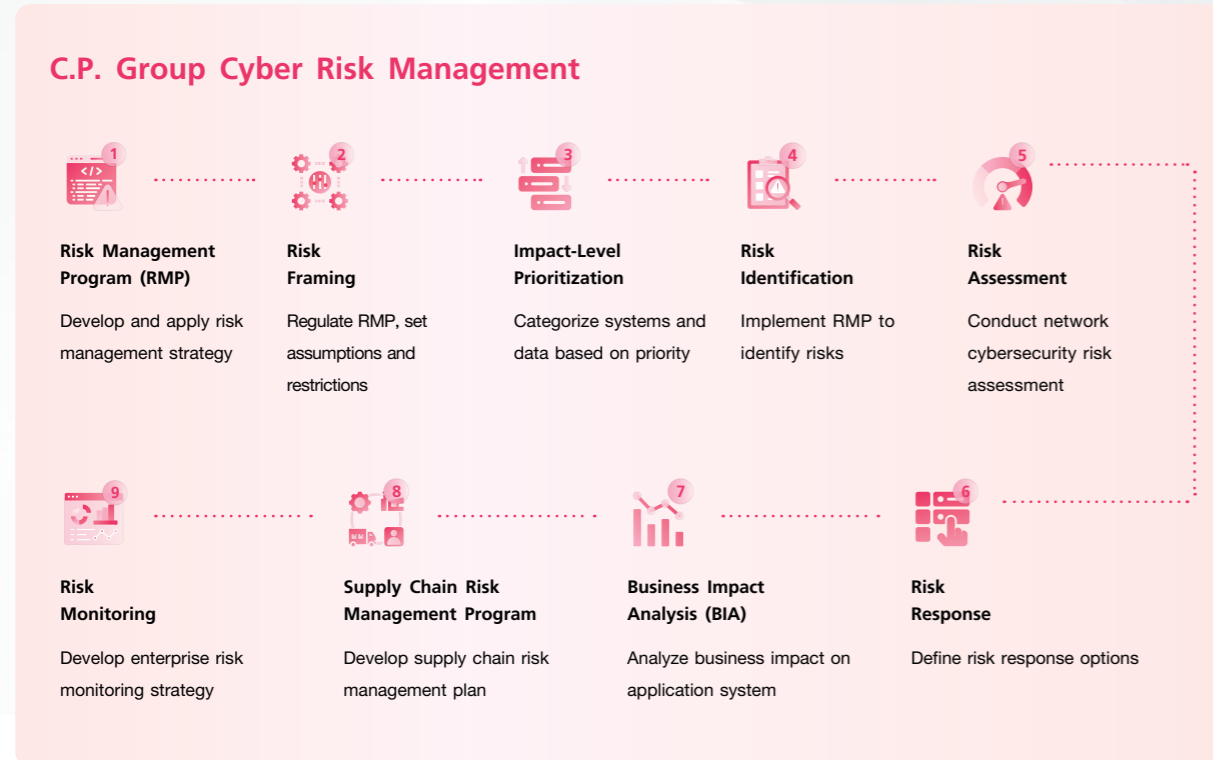 C.P. Group Cyber Risk Management
1
Risk Management
Program (RMP)
Develop and apply risk
management strategy
2
Risk
Framing
Regulate RMP, set
assumptions and
restrictions
3
Impact-Level
Prioritization
Categorize systems and
data based on priority
4
Risk
Identification
Implement RMP to
identify risks
5
Risk
Assessment
Conduct network
cybersecurity risk
assessment
6
Risk
Response
Define risk response options
7
Business Impact
Analysis (BIA)
Analyze business impact on
application system
8
Supply Chain Risk
Management Program
Develop supply chain risk
management plan
9
Risk
Monitoring
Develop enterprise risk
monitoring strategy